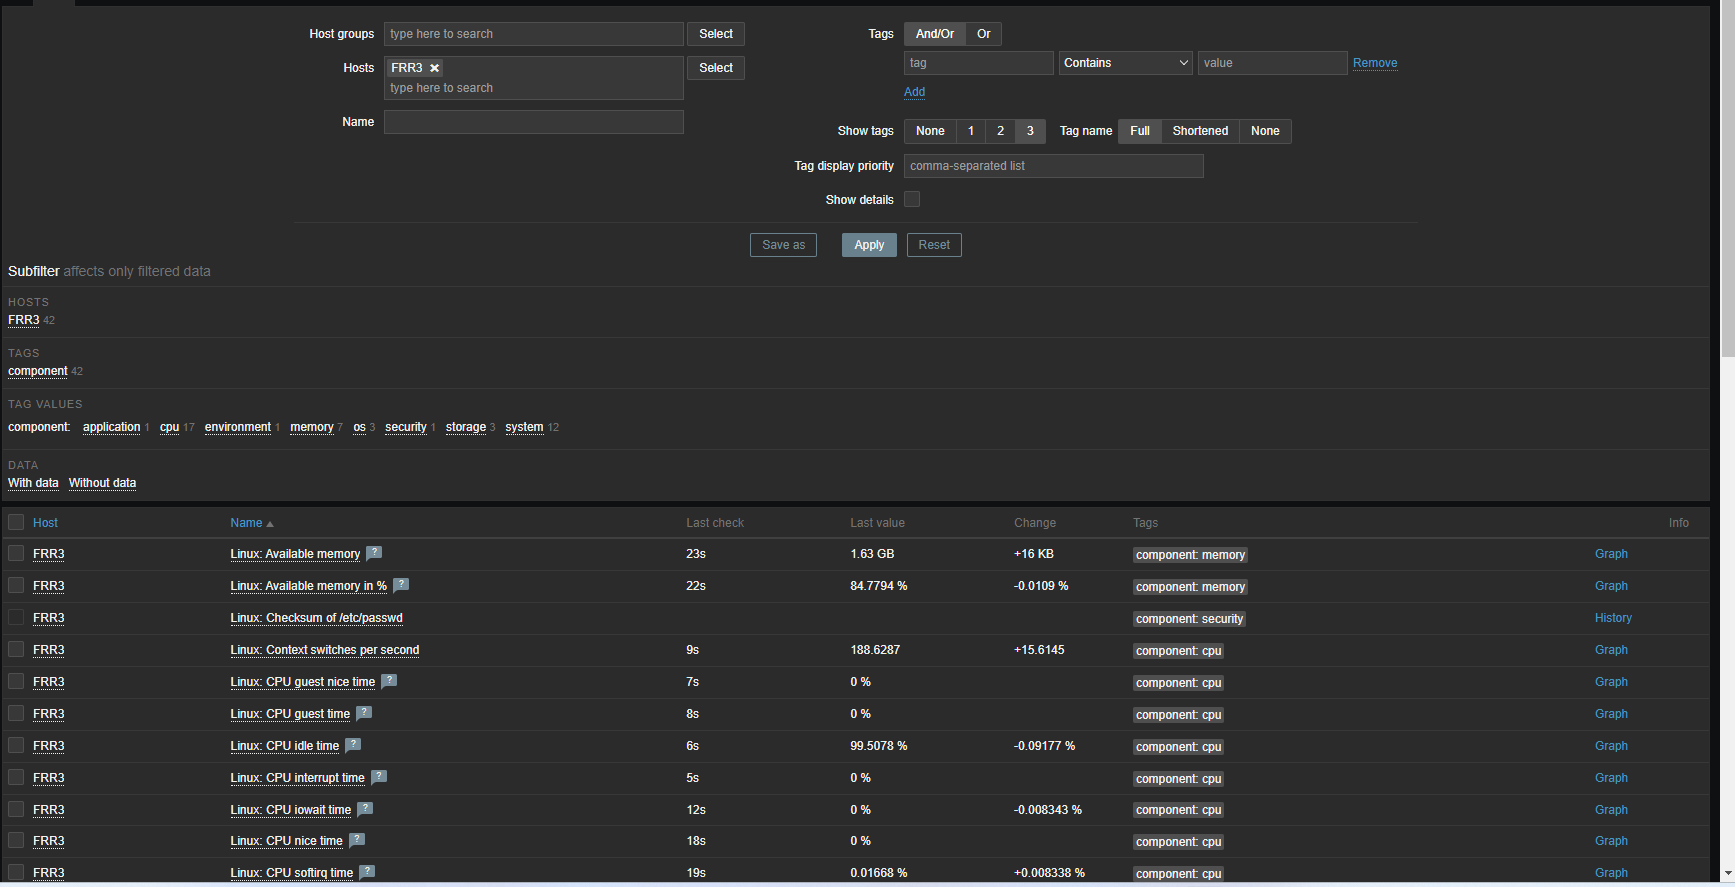 Host groups type here to search Select Tags And/Or Or
Hosts FRR3 Select tag Contains value Remove
type here to search Add
Name
Show tags None 1 2 3 Tag name Full Shortened None
Tag display priority comma-separated list
Show details
Save as Apply Reset
Subfilter affects only filtered data
HOSTS
FRR3 42
TAGS
component 42
TAG VALUES
component: application 1 cpu 17 environment 1 memory 7 os 3 security 1 storage 3 system 12
DATA
With data Without data
Host Name Last check Last value Change Tags Info
FRR3 Linux: Available memory ? 23s 1.63 GB +16 KB component: memory Graph
FRR3 Linux: Available memory in % ? 22s 84.7794 % -0.0109 % component: memory Graph
FRR3 Linux: Checksum of /etc/passwd component: security History
FRR3 Linux: Context switches per second 9s 188.6287 +15.6145 component: cpu Graph
FRR3 Linux: CPU guest nice time ? 7s 0 % component: cpu Graph
FRR3 Linux: CPU guest time ? 8s 0 % component: cpu Graph
FRR3 Linux: CPU idle time ? 6s 99.5078 % -0.09177 % component: cpu Graph
FRR3 Linux: CPU interrupt time ? 5s 0 % component: cpu Graph
FRR3 Linux: CPU iowait time ? 12s 0 % -0.008343 % component: cpu Graph
FRR3 Linux: CPU nice time ? 18s 0 % component: cpu Graph
FRR3 Linux: CPU softirq time ? 19s 0.01668 % +0.008338 % component: cpu Graph